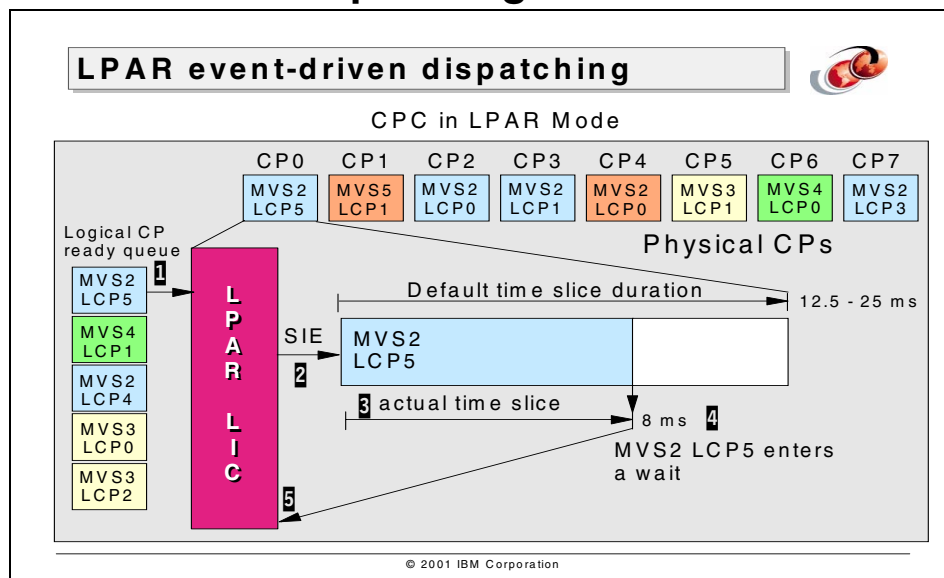 LPAR event-driven dispatching
CPC in LPAR Mode
CP0 CP1 CP2 CP3 CP4 CP5 CP6 CP7
MVS2 MVS5 MVS2 MVS2 MVS2 MVS3 MVS4 MVS2
LCP5 LCP1 LCP0 LCP1 LCP0 LCP1 LCP0 LCP3
Physical CPs
Logical CP
ready queue
1
MVS2
LCP5
MVS4
LCP1
MVS2
LCP4
MVS3
LCP0
MVS3
LCP2
LPAR LIC
SIE
2
Default time slice duration
12.5 - 25 ms
MVS2
LCP5
3 actual time slice
8 ms 4
MVS2 LCP5 enters
a wait
5
© 2001 IBM Corporation